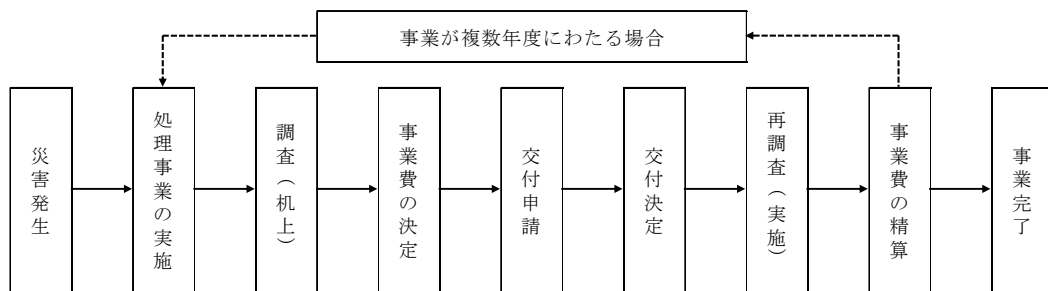 事業が複数年度にわたる場合
災害発生
処理事業の実施
調査（机上）
事業費の決定
交付申請
交付決定
再調査（実施）
事業費の精算
事業完了